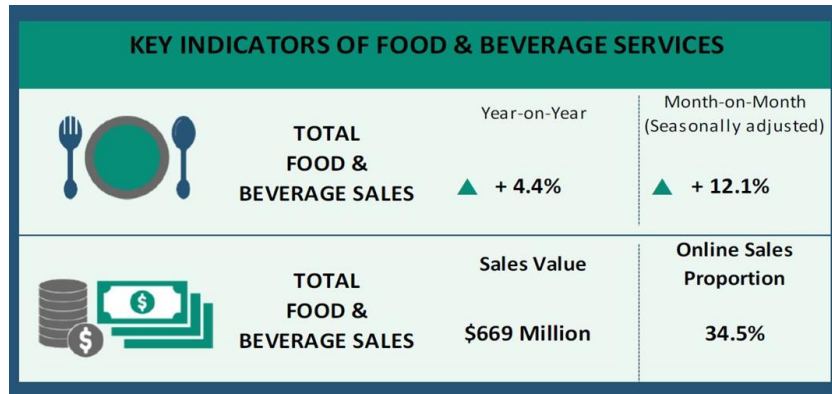 KEY INDICATORS OF FOOD & BEVERAGE SERVICES
TOTAL
FOOD &
BEVERAGE SALES
Year-on-Year
+ 4.4%
Month-on-Month
(Seasonally adjusted)
+ 12.1%
$
$
TOTAL
FOOD &
BEVERAGE SALES
Sales Value
$669 Million
Online Sales
Proportion
34.5%